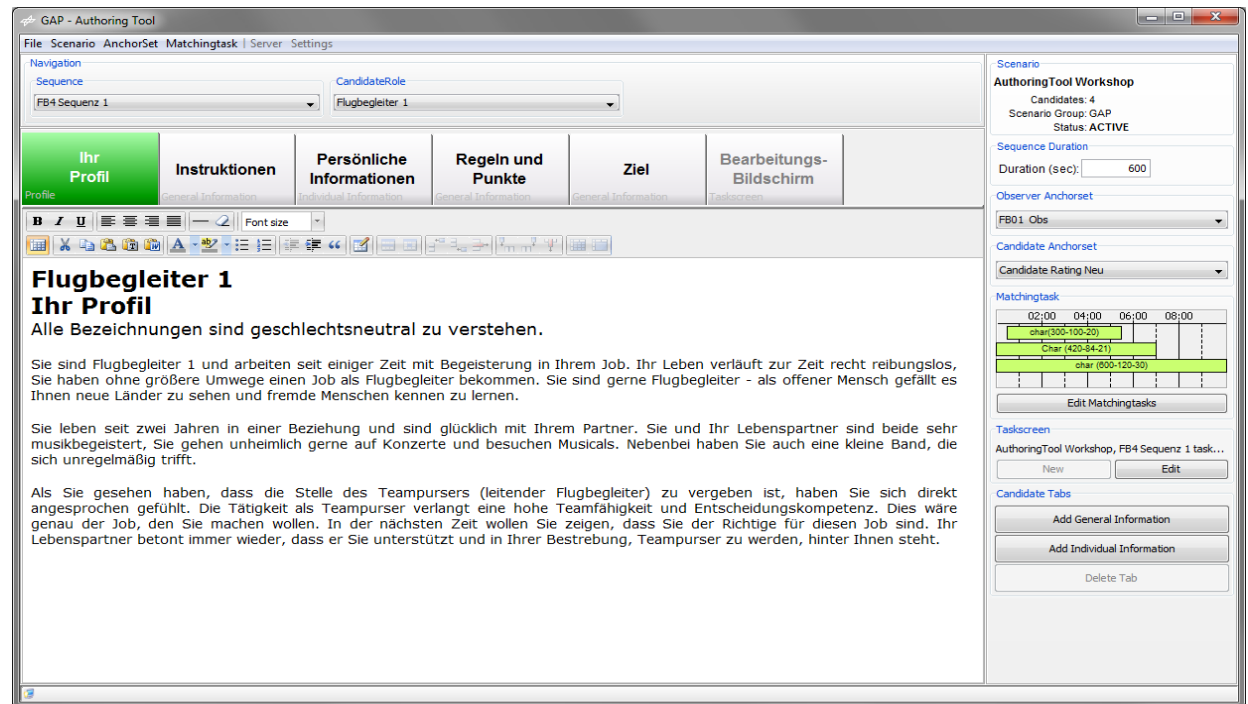 GAP - Authoring Tool
File Scenario AnchorSet Matchingtask | Server Settings
Navigation
Sequence
CandidateRole
FB4 Sequenz 1
Flugbegleiter 1
Ihr
Profil
Profile
Instruktionen
General Information
Persönliche
Informationen
Individual Information
Regeln und
Punkte
General Information
Ziel
General Information
Bearbeitungs-
Bildschirm
Taskscreen
B I U
Font size
Flugbegleiter 1
Ihr Profil
Alle Bezeichnungen sind geschlechtsneutral zu verstehen.
Sie sind Flugbegleiter 1 und arbeiten seit einiger Zeit mit Begeisterung in Ihrem Job. Ihr Leben verläuft zur Zeit recht reibungslos,
Sie haben ohne größere Umwege einen Job als Flugbegleiter bekommen. Sie sind gerne Flugbegleiter - als offener Mensch gefällt es
Ihnen neue Länder zu sehen und fremde Menschen kennen zu lernen.
Sie leben seit zwei Jahren in einer Beziehung und sind glücklich mit Ihrem Partner. Sie und Ihr Lebenspartner sind beide sehr
musikbegeistert, Sie gehen unheimlich gerne auf Konzerte und besuchen Musicals. Nebenbei haben Sie auch eine kleine Band, die
sich unregelmäßig trifft.
Als Sie gesehen haben, dass die Stelle des Teampursers (leitender Flugbegleiter) zu vergeben ist, haben Sie sich direkt
angesprochen gefühlt. Die Tätigkeit als Teampurser verlangt eine hohe Teamfähigkeit und Entscheidungskompetenz. Dies wäre
genau der Job, den Sie machen wollen. In der nächsten Zeit wollen Sie zeigen, dass Sie der Richtige für diesen Job sind. Ihr
Lebenspartner betont immer wieder, dass er Sie unterstützt und in Ihrer Bestrebung, Teampurser zu werden, hinter Ihnen steht.
Scenario
AuthoringTool Workshop
Candidates: 4
Scenario Group: GAP
Status: ACTIVE
Sequence Duration
Duration (sec): 600
Observer Anchorset
FB01 Obs
Candidate Anchorset
Candidate Rating Neu
Matchingtask
02:00 04:00 06:00 08:00
char(300-100-20)
Char (420-84-21)
char (600-120-30)
Edit Matchingtasks
Taskscreen
AuthoringTool Workshop, FB4 Sequenz 1 task...
New Edit
Candidate Tabs
Add General Information
Add Individual Information
Delete Tab